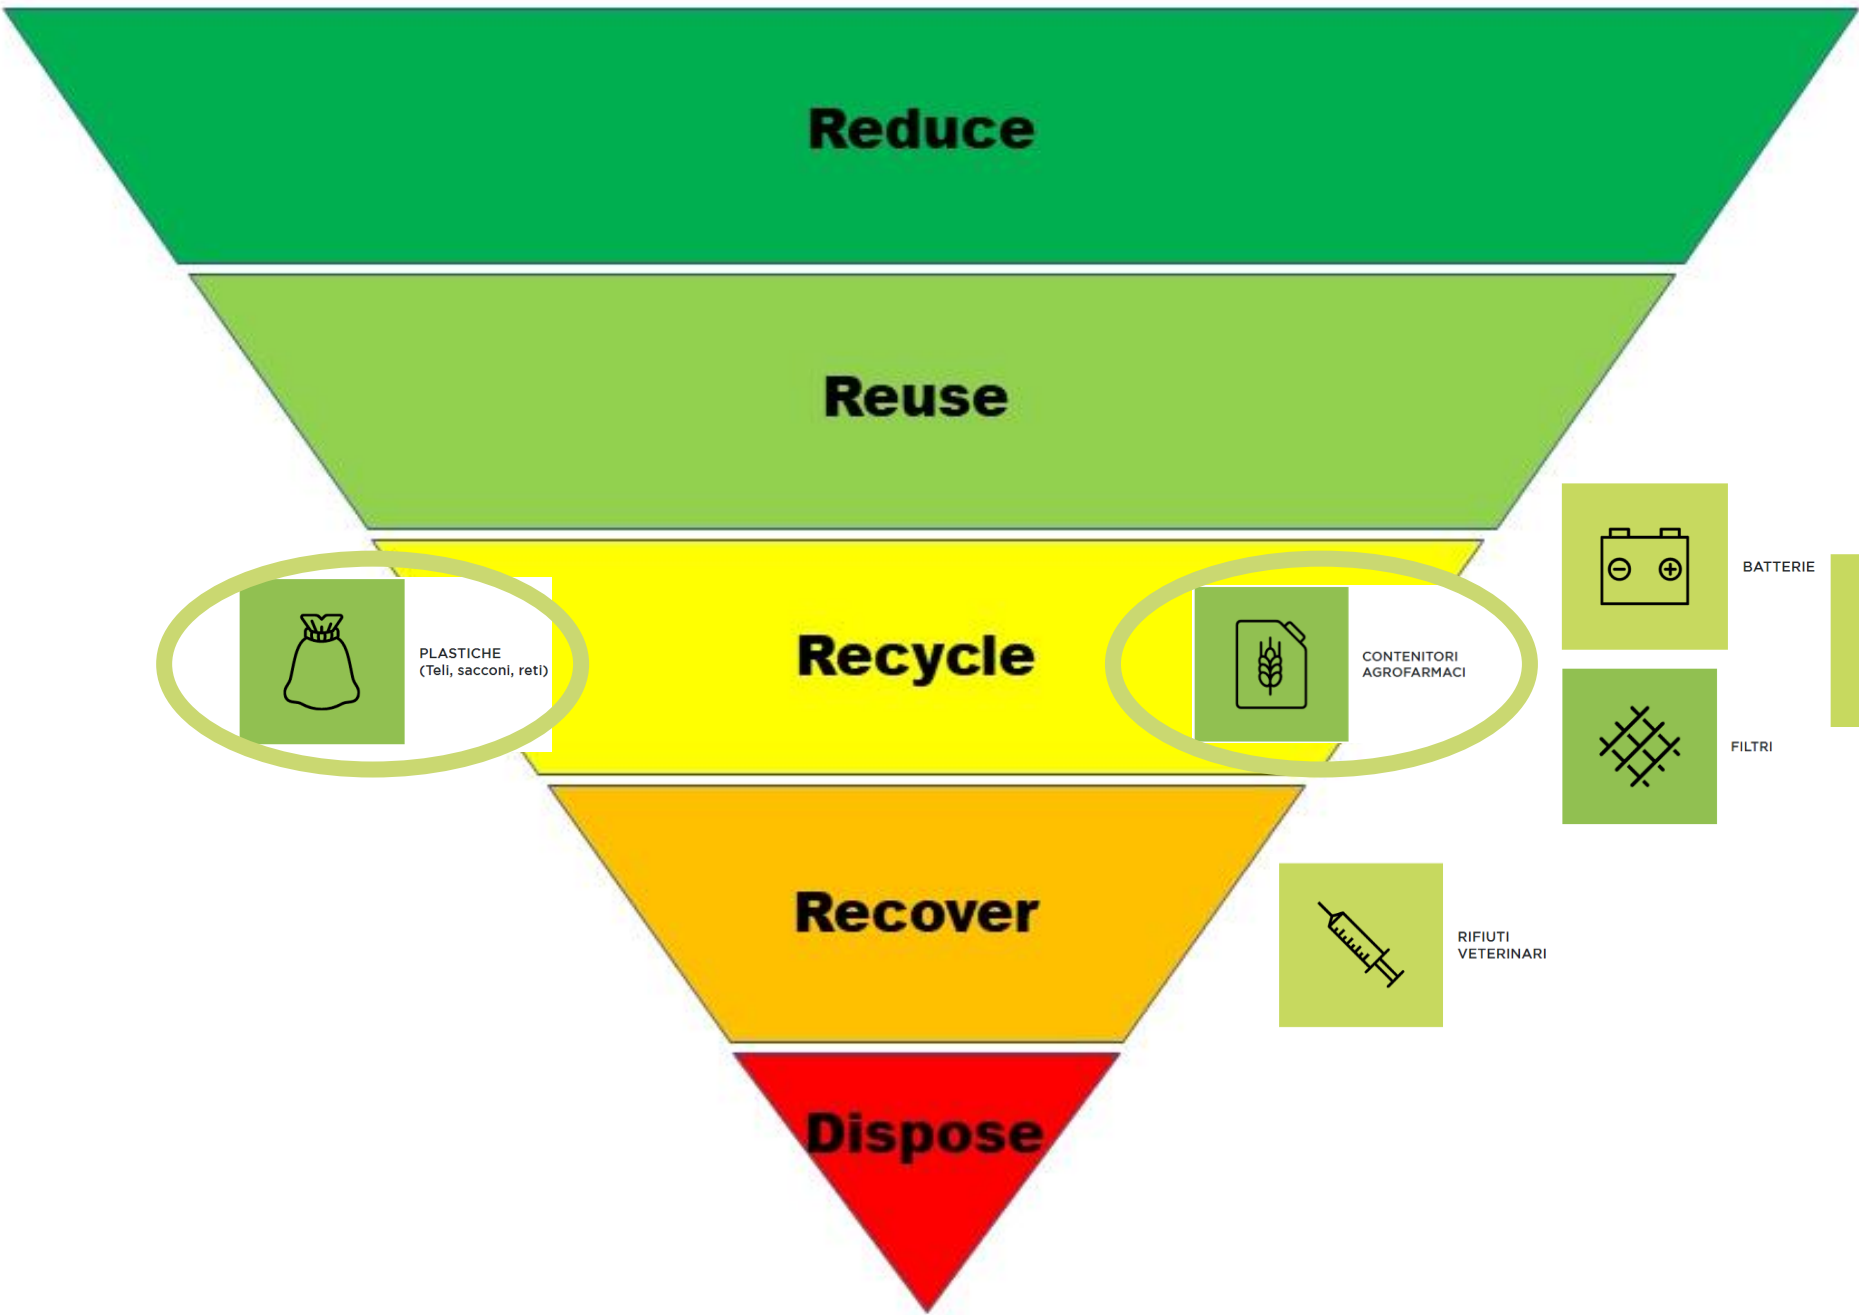 Reduce
Reuse
BATTERIE
PLASTICHE
(Teli, sacconi, reti)
Recycle
CONTENITORI
AGROFARMACI
FILTRI
Recover
RIFIUTI
VETERINARI
Dispose